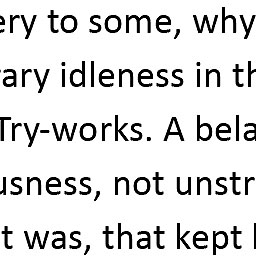 ery to some, why
ary idleness in th
Try-works. A bela
usness, not unstr
t was, that kept